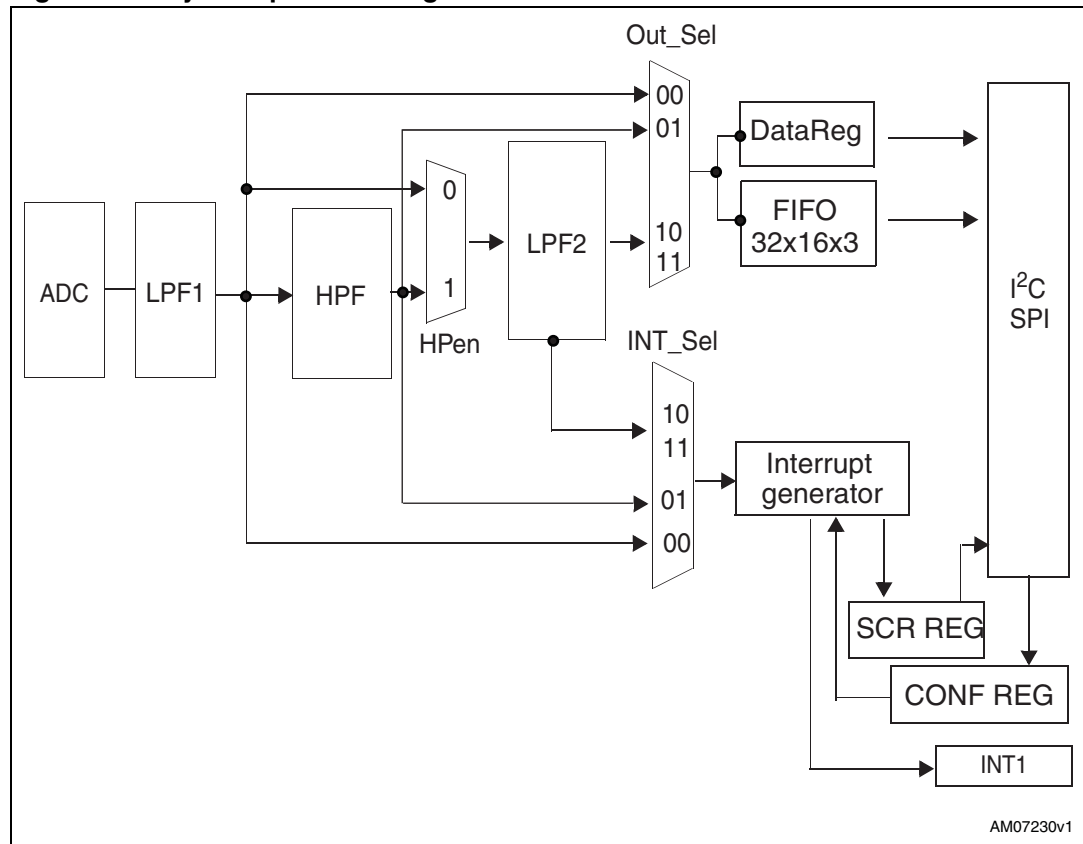 Out_Sel
00
01
10
11
DataReg
FIFO
32x16x3
I2C
SPI
ADC
LPF1
HPF
0
1
HPen
LPF2
INT_Sel
10
11
01
00
Interrupt
generator
SCR REG
CONF REG
INT1
AM07230v1